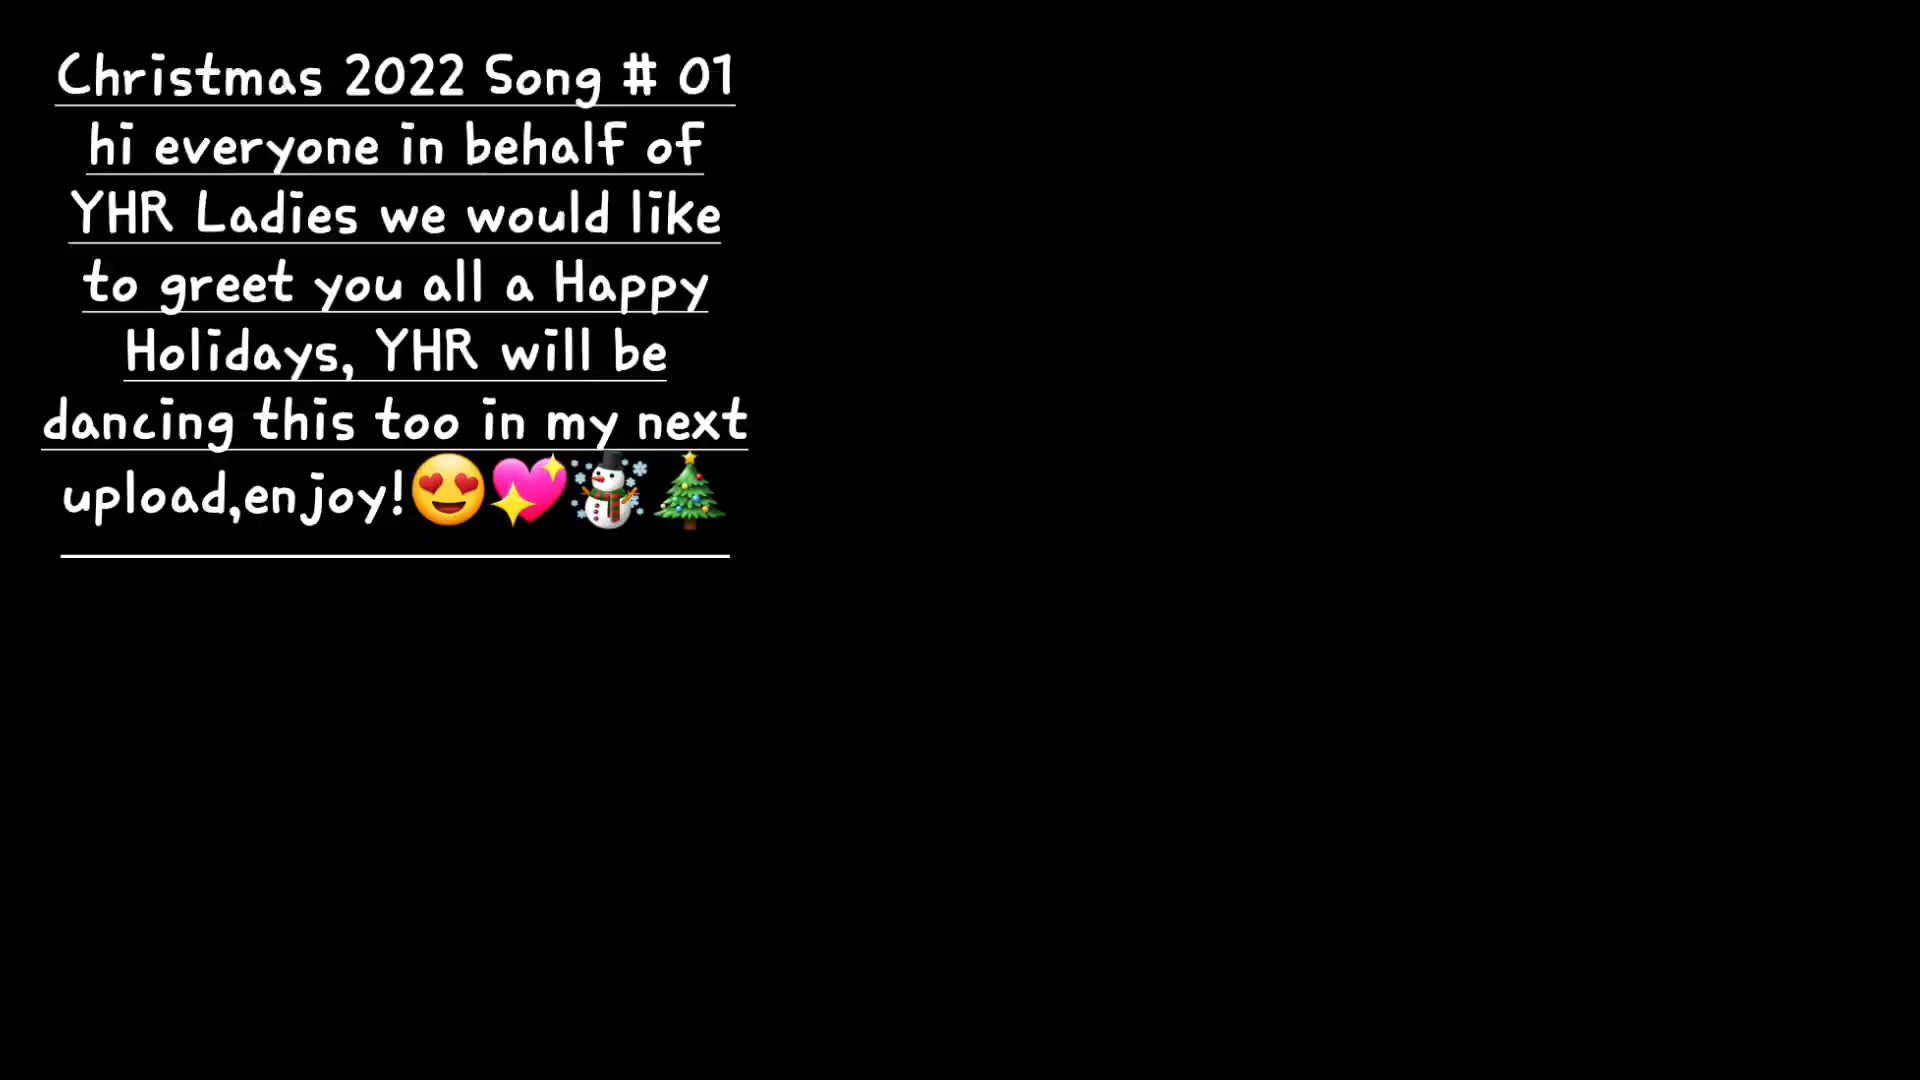 Christmas 2022 Song # 01
hi everyone in behalf of
YHR Ladies we would like
to greet you all a Happy
Holidays, YHR will be
dancing this too in my next
upload,enjoy!😍💖☃️🎄